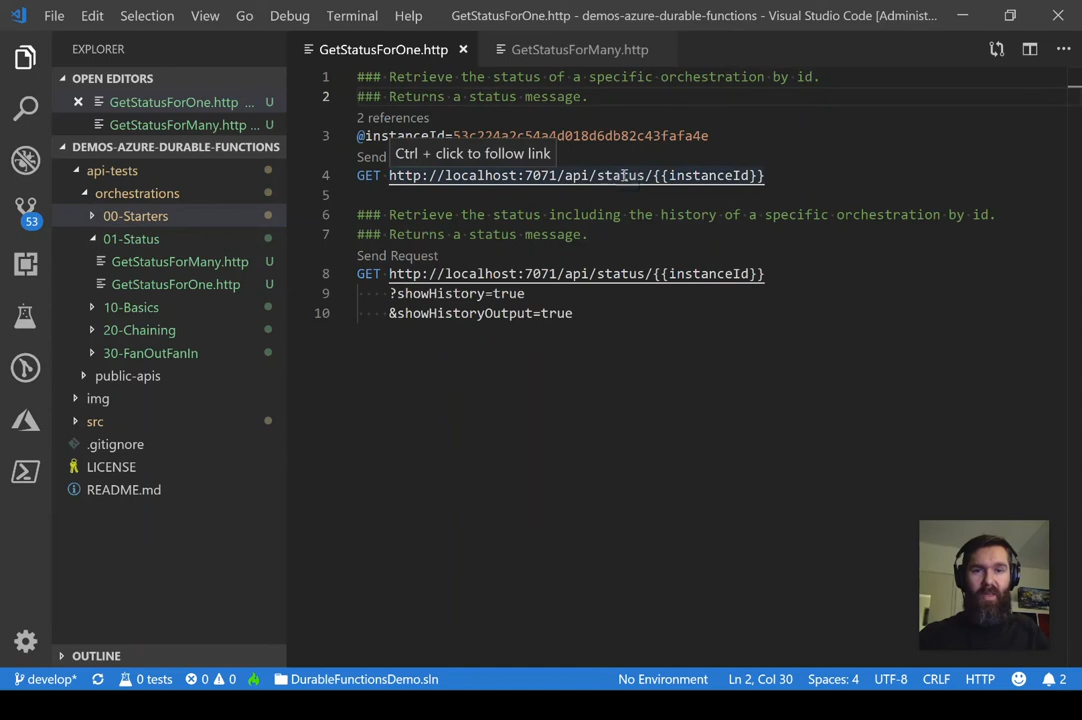 File Edit Selection View Go Debug Terminal Help GetStatusForOne.http - demos-azure-durable-functions - Visual Studio Code [Administ...
EXPLORER
GetStatusForOne.http
GetStatusForMany.http
OPEN EDITORS
GetStatusForOne.http ... U
GetStatusForMany.http ... U
DEMOS-AZURE-DURABLE-FUNCTIONS
api-tests
orchestrations
00-Starters
01-Status
GetStatusForMany.http U
GetStatusForOne.http U
10-Basics
20-Chaining
30-FanOutFanIn
public-apis
img
src
.gitignore
LICENSE
README.md
OUTLINE
53
1 ### Retrieve the status of a specific orchestration by id.
2 ### Returns a status message.
2 references
3 @instanceId=53c224a2c54a4d018d6db82c43fafa4e
Send
Ctrl + click to follow link
4 GET http://localhost:7071/api/status/{{instanceId}}
5
6 ### Retrieve the status including the history of a specific orchestration by id.
7 ### Returns a status message.
Send Request
8 GET http://localhost:7071/api/status/{{instanceId}}
9 ?showHistory=true
10 &showHistoryOutput=true
develop* 0 tests 0 0 DurableFunctionsDemo.sln No Environment Ln 2, Col 30 Spaces: 4 UTF-8 CRLF HTTP 2